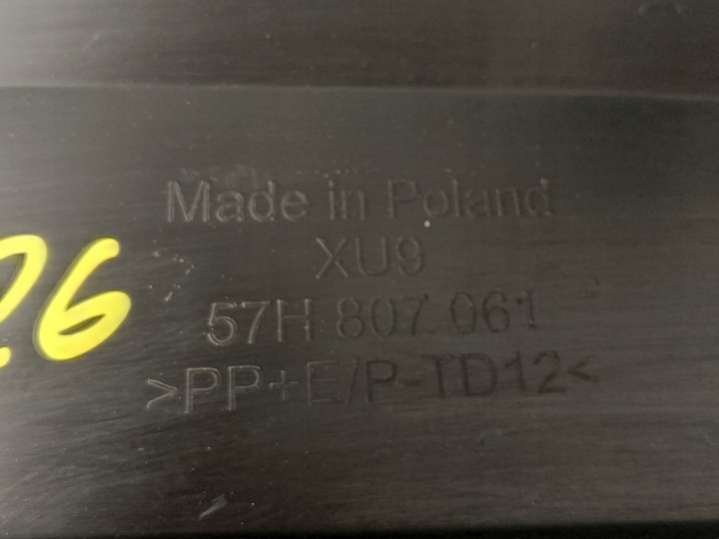 Made in Poland
XU9
57H 807 061
>PP+E/P-TD12<
26